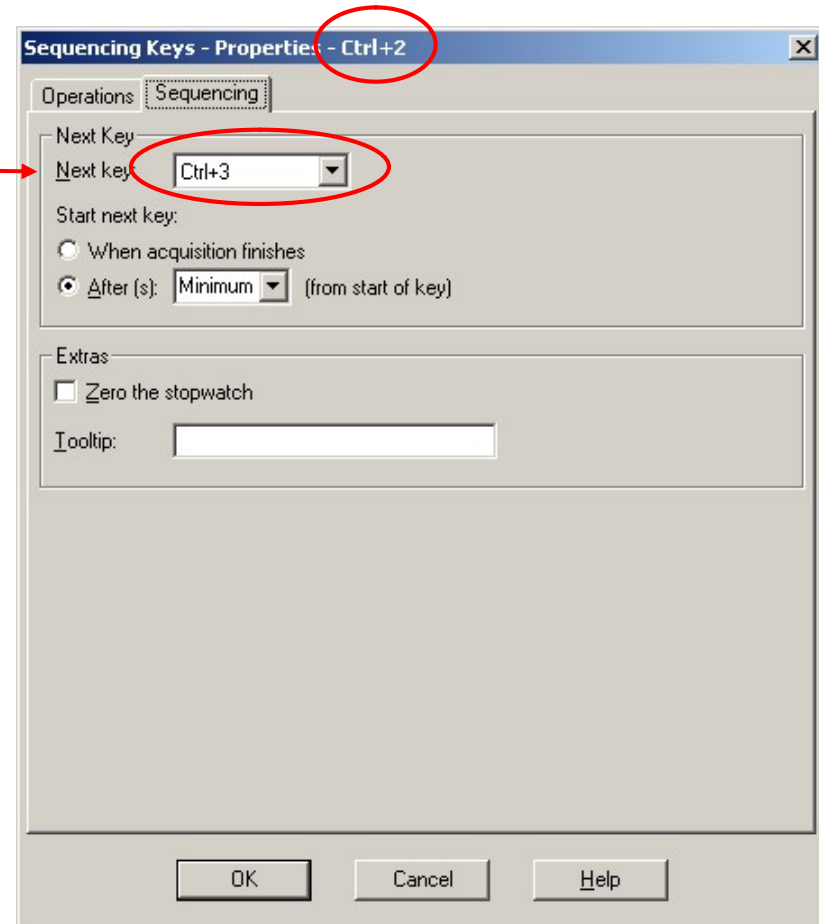 Sequencing Keys - Properties - Ctrl+2
Operations Sequencing
Next Key
Next key: Ctrl+3
Start next key:
When acquisition finishes
After (s): Minimum (from start of key)
Extras
Zero the stopwatch
Tooltip:
OK Cancel Help